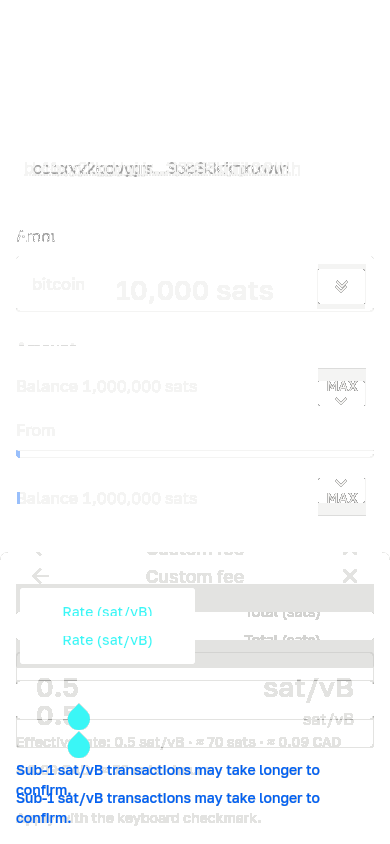 From
bitcoin
10,000 sats
Amount
Balance 1,000,000 sats
MAX
From
Balance 1,000,000 sats
MAX
Custom fee
Custom fee
Rate (sat/vB)
Total (sats)
Rate (sat/vB)
Total (sats)
0.5
sat/vB
0.5
sat/vB
Effective rate: 0.5 sat/vB · ≈ 70 sats · ≈ 0.09 CAD
Sub-1 sat/vB transactions may take longer to
confirm.
Sub-1 sat/vB transactions may take longer to
confirm.
with the keyboard checkmark.